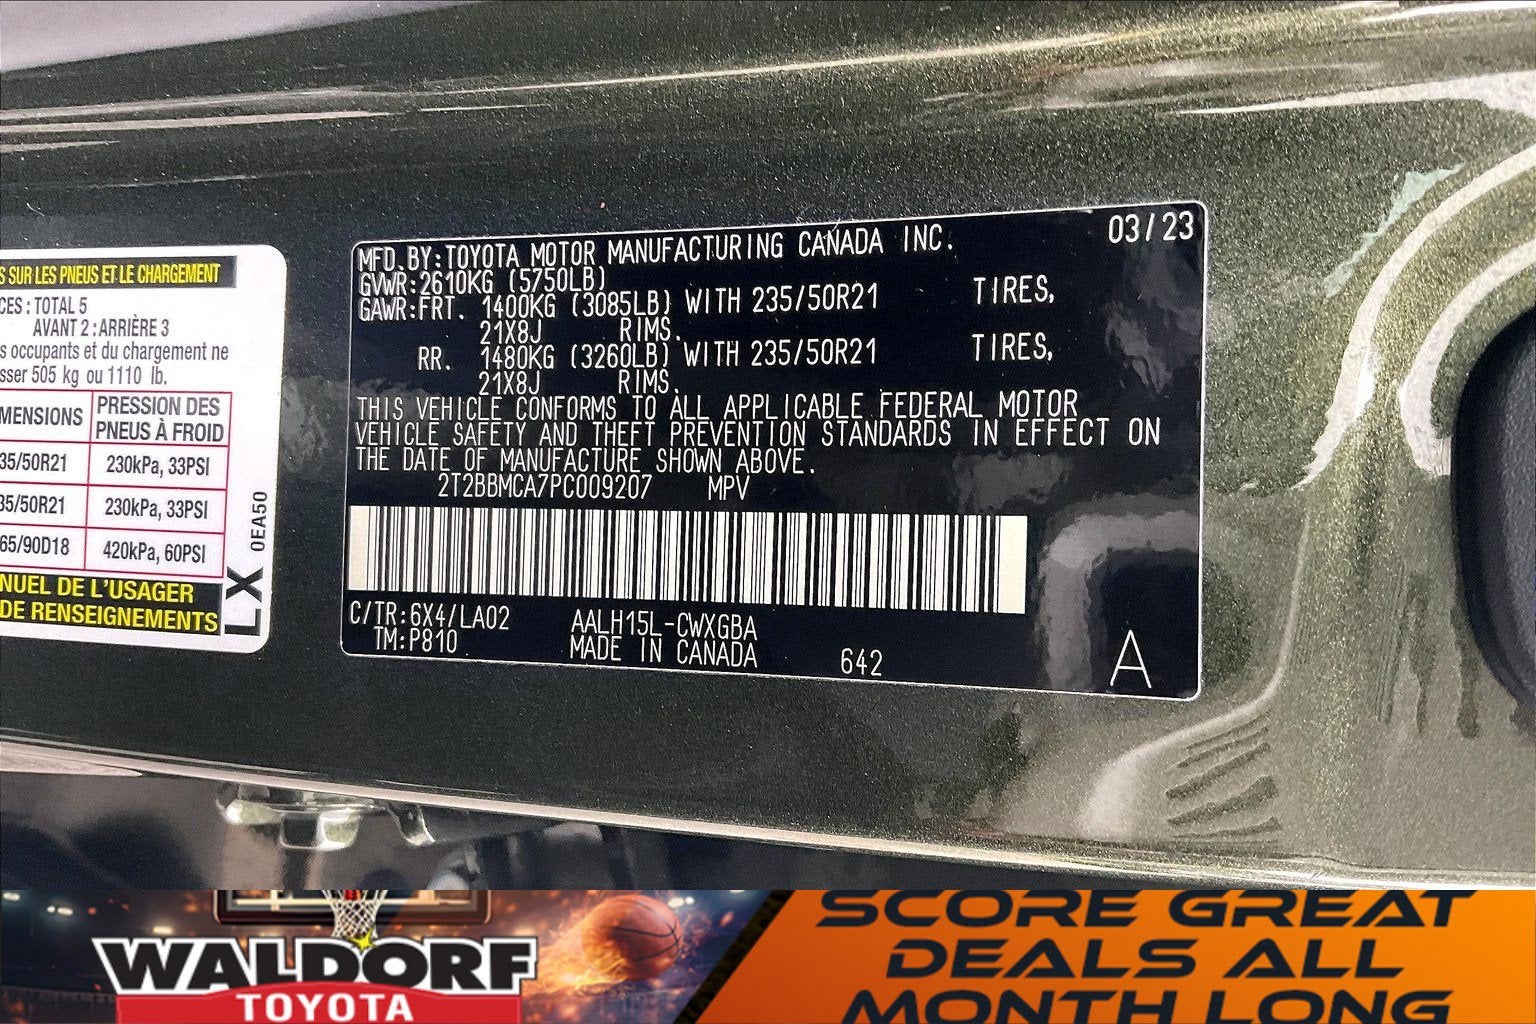 S SUR LES PNEUS ET LE CHARGEMENT
CES : TOTAL 5
AVANT 2 : ARRIÈRE 3
s occupants et du chargement ne
sser 505 kg ou 1110 lb.
MENSIONS PRESSION DES
PNEUS À FROID
35/50R21 230kPa, 33PSI
35/50R21 230kPa, 33PSI
65/90D18 420kPa, 60PSI
NUEL DE L'USAGER
DE RENSEIGNEMENTS
LX 0EA50
03/23
MFD.BY:TOYOTA MOTOR MANUFACTURING CANADA INC.
GVWR:2610KG (5750LB)
GAWR:FRT. 1400KG (3085LB) WITH 235/50R21 TIRES,
21X8J RIMS.
RR. 1480KG (3260LB) WITH 235/50R21 TIRES,
21X8J RIMS.
THIS VEHICLE CONFORMS TO ALL APPLICABLE FEDERAL MOTOR
VEHICLE SAFETY AND THEFT PREVENTION STANDARDS IN EFFECT ON
THE DATE OF MANUFACTURE SHOWN ABOVE.
2T2BBMCA7PC009207 MPV
C/TR:6X4/LA02 AALH15L-CWXGBA
TM:P810 MADE IN CANADA 642 A
WALDORF
TOYOTA
SCORE GREAT
DEALS ALL
MONTH LONG